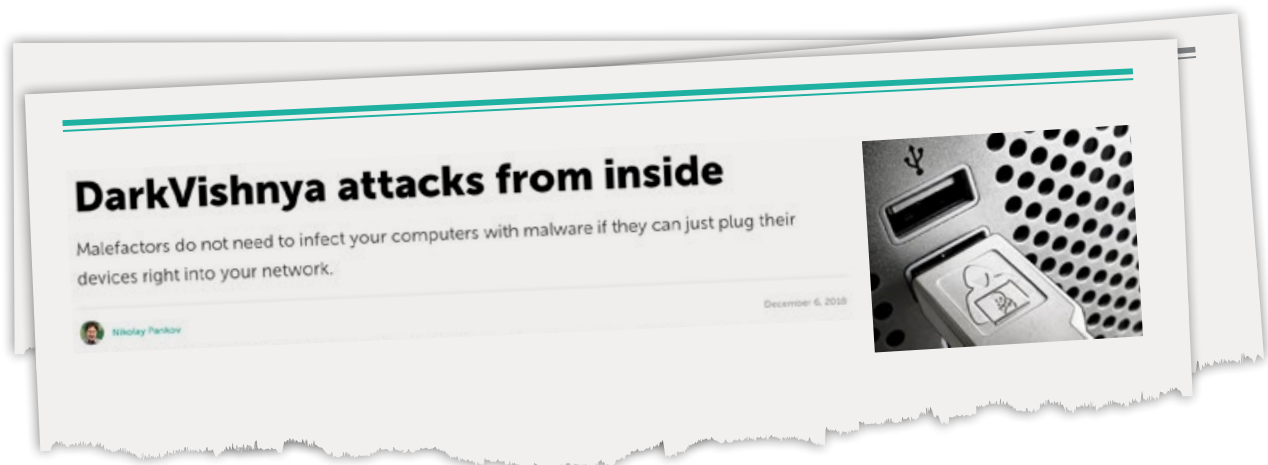 DarkVishnya attacks from inside
Malefactors do not need to infect your computers with malware if they can just plug their
devices right into your network.
Nikolay Pankov
December 6, 2018